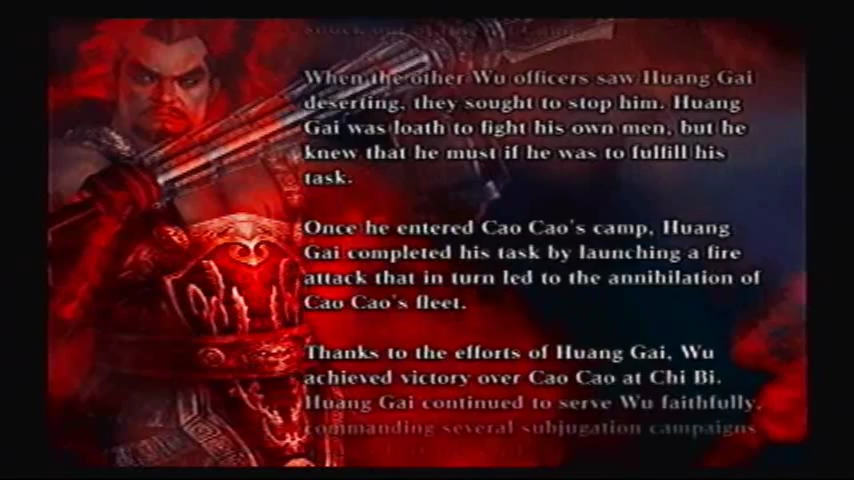 When the other Wu officers saw Huang Gai
deserting, they sought to stop him. Huang
Gai was loath to fight his own men, but he
knew that he must if he was to fulfill his
task.
Once he entered Cao Cao's camp, Huang
Gai completed his task by launching a fire
attack that in turn led to the annihilation of
Cao Cao's fleet.
Thanks to the efforts of Huang Gai, Wu
achieved victory over Cao Cao at Chi Bi.
Huang Gai continued to serve Wu faithfully,
commanding several subjugation campaigns